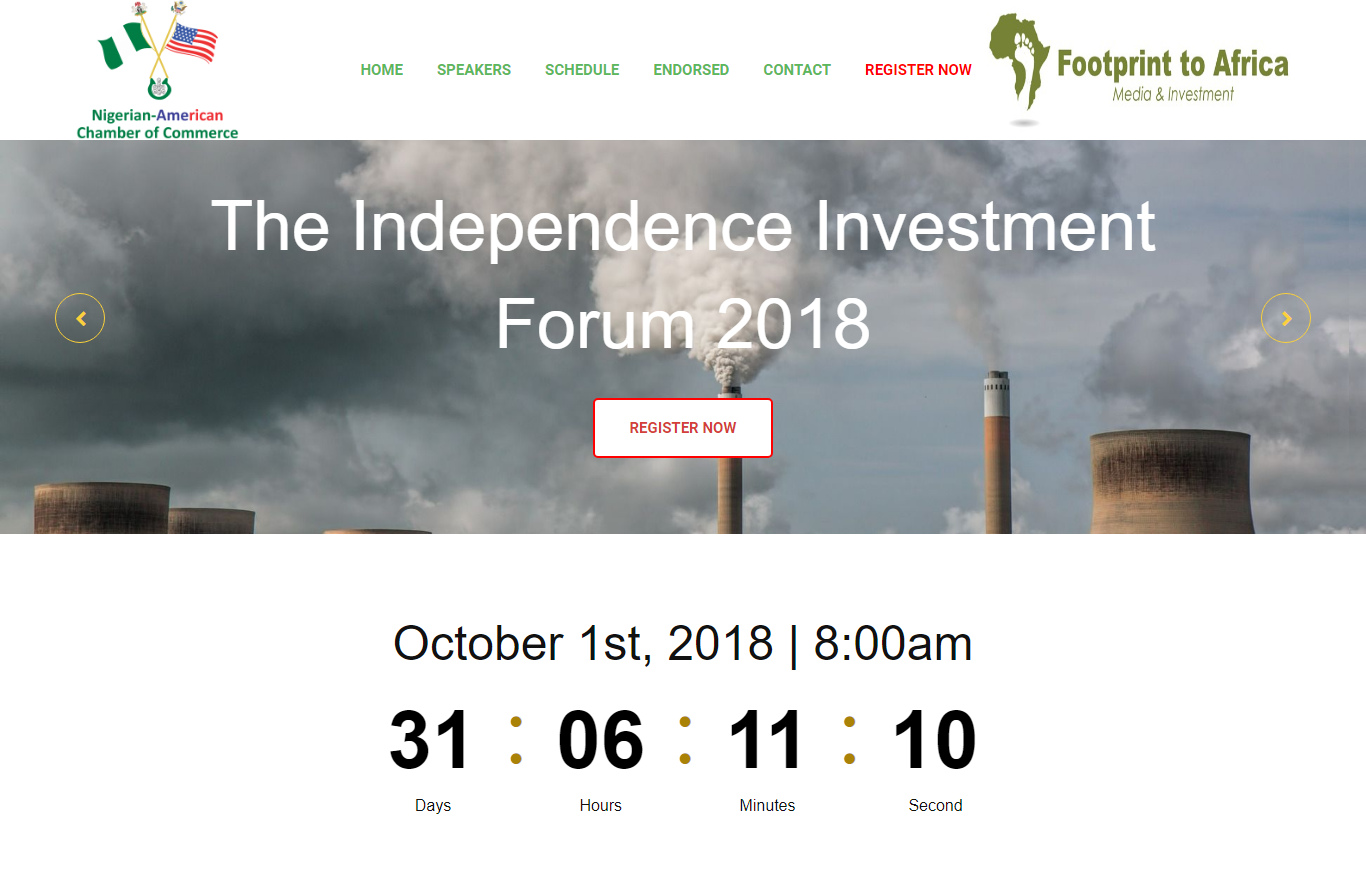 Nigerian-American
Chamber of Commerce
HOME SPEAKERS SCHEDULE ENDORSED CONTACT REGISTER NOW
Footprint to Africa
Media & Investment
The Independence Investment
Forum 2018
REGISTER NOW
October 1st, 2018 | 8:00am
31 : 06 : 11 : 10
Days Hours Minutes Second